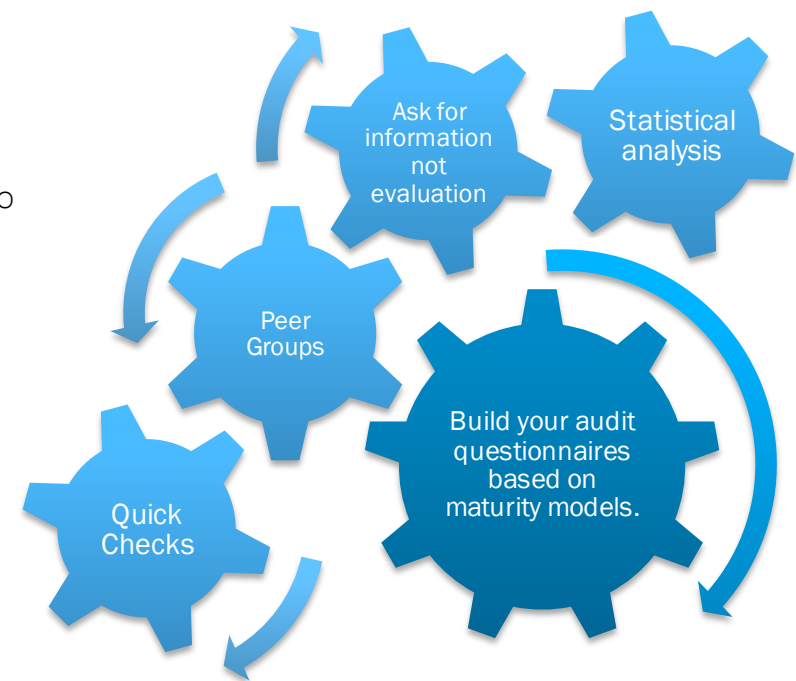 Ask for
information
not
evaluation
Statistical
analysis
o
Peer
Groups
Build your audit
questionnaires
based on
maturity models.
Quick
Checks